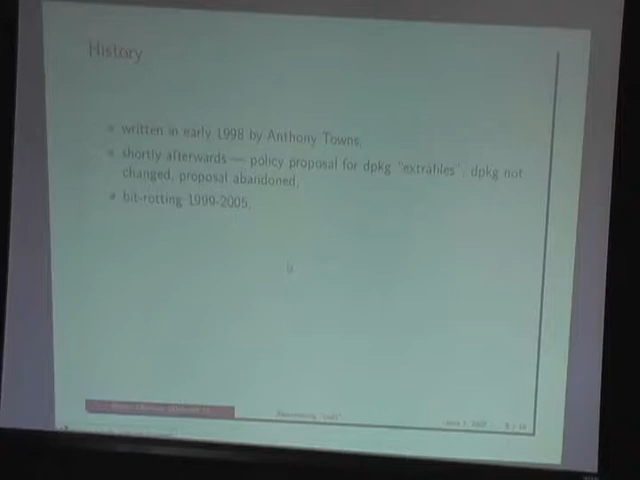 History
written in early 1998 by Anthony Towns,
shortly afterwards — policy proposal for dpkg "extrafiles", dpkg not
changed, proposal abandoned,
bit-rotting 1999-2005,